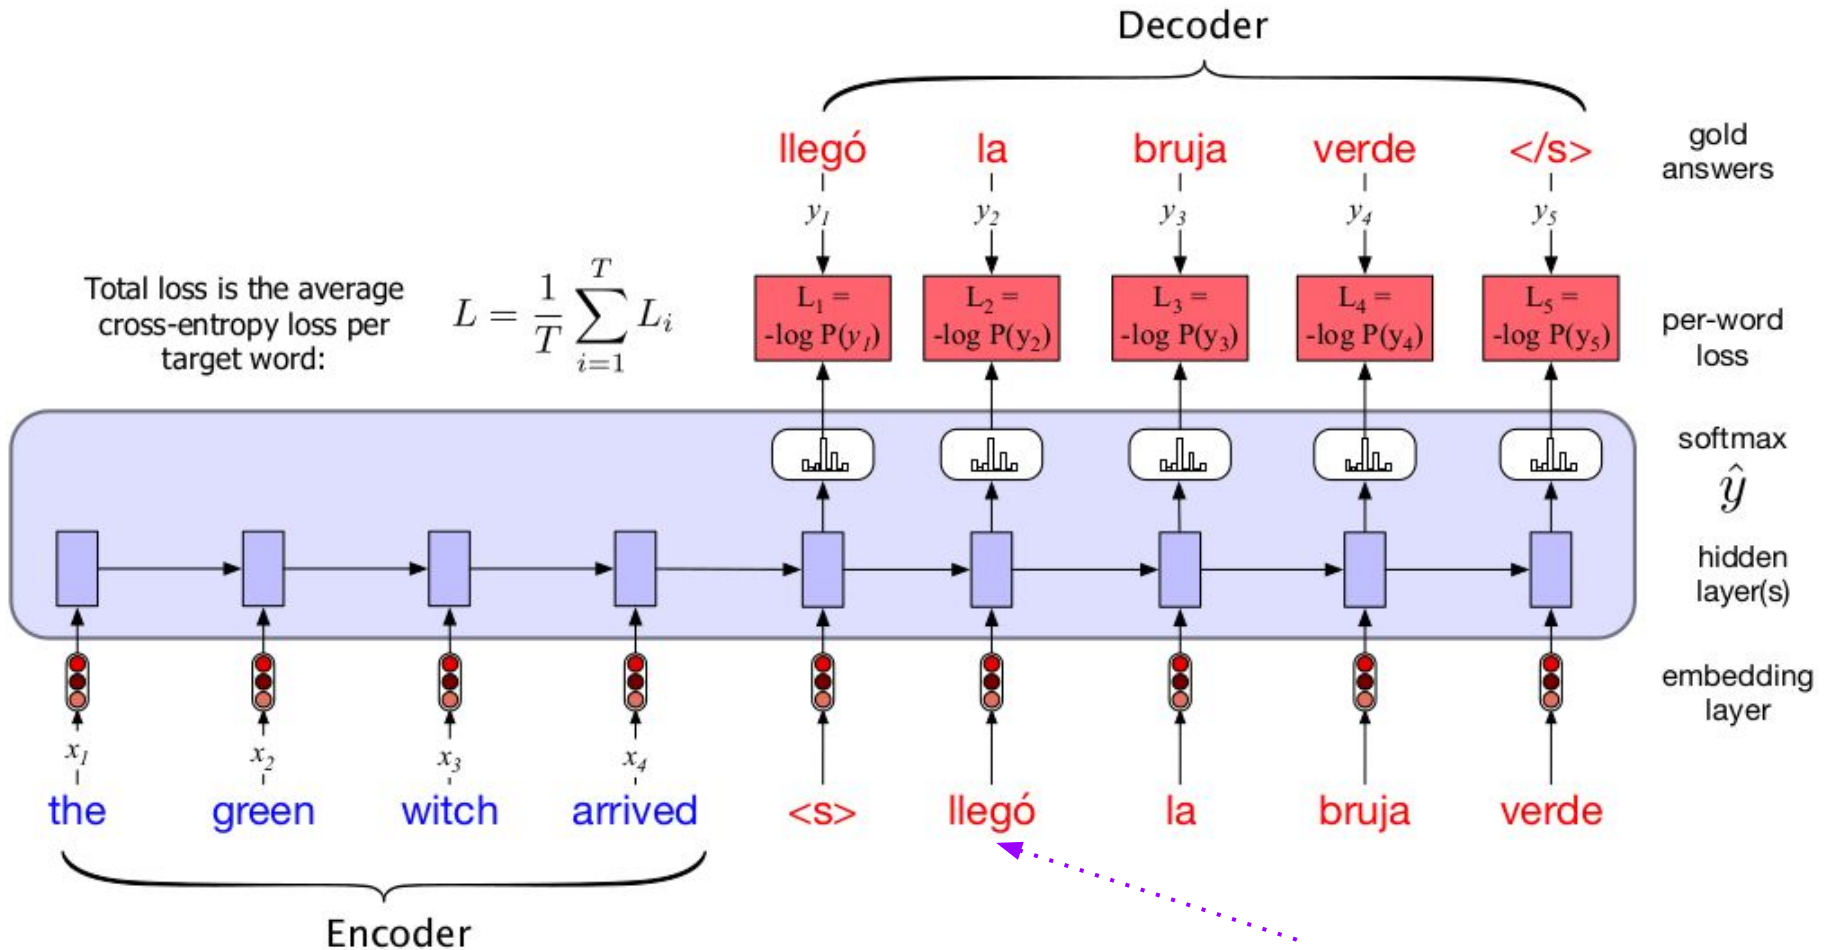 Decoder
llegó la bruja verde </s>
gold
answers
y₁ y₂ y₃ y₄ y₅
Total loss is the average
cross-entropy loss per
target word:
L = \frac{1}{T} \sum_{i=1}^{T} L_i
L₁ =
-log P(y₁)
L₂ =
-log P(y₂)
L₃ =
-log P(y₃)
L₄ =
-log P(y₄)
L₅ =
-log P(y₅)
per-word
loss
softmax
ŷ
hidden
layer(s)
embedding
layer
x₁ x₂ x₃ x₄
the green witch arrived <s> llegó la bruja verde
Encoder